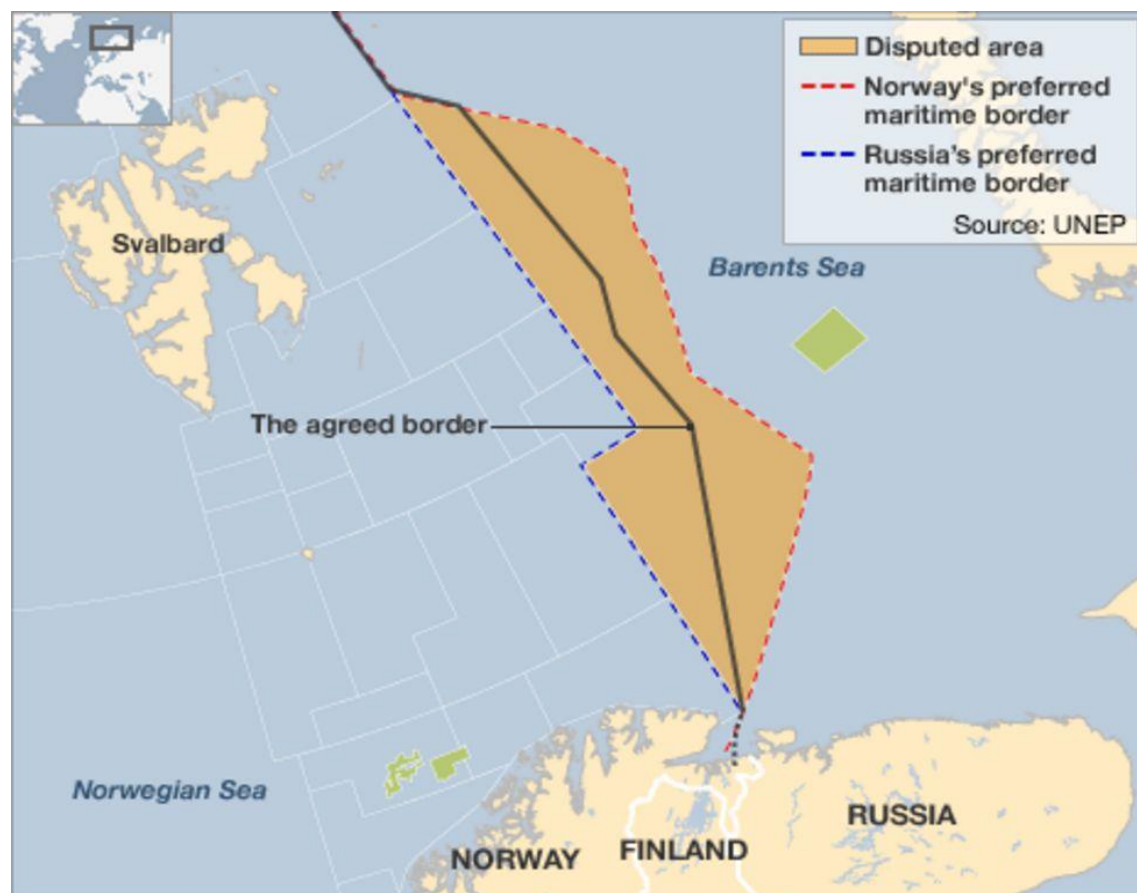 Disputed area
Norway's preferred
maritime border
Russia's preferred
maritime border
Source: UNEP
Svalbard
Barents Sea
The agreed border
Norwegian Sea
NORWAY
FINLAND
RUSSIA